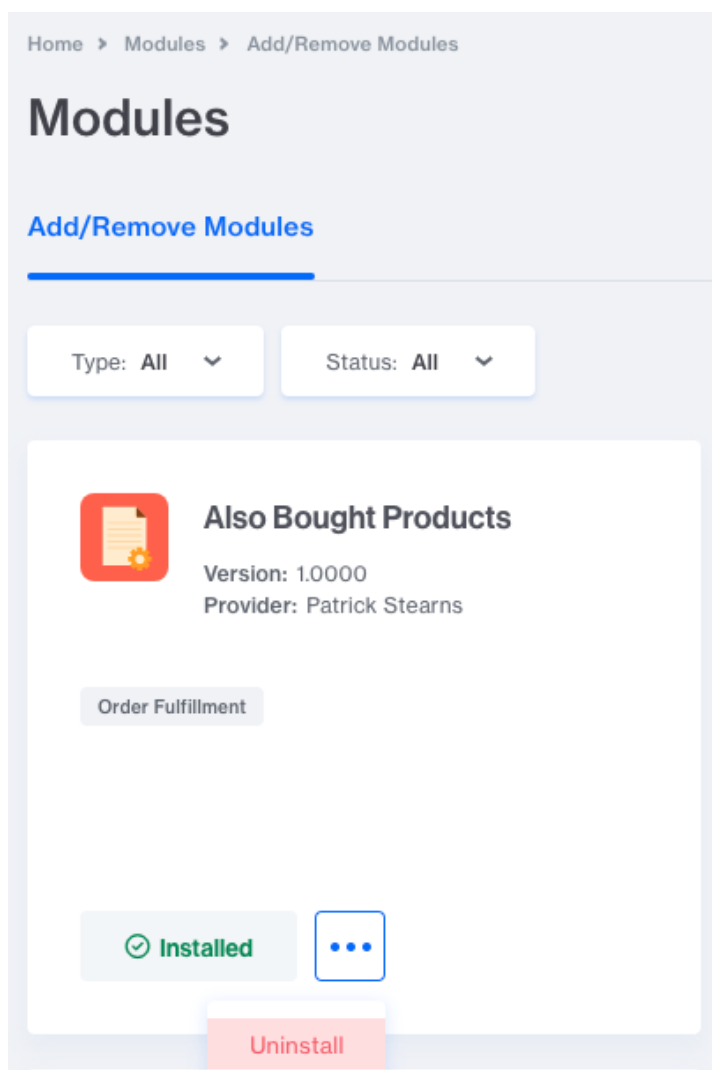 Home > Modules > Add/Remove Modules
Modules
Add/Remove Modules
Type: All
Status: All
Also Bought Products
Version: 1.0000
Provider: Patrick Stearns
Order Fulfillment
Installed
Uninstall